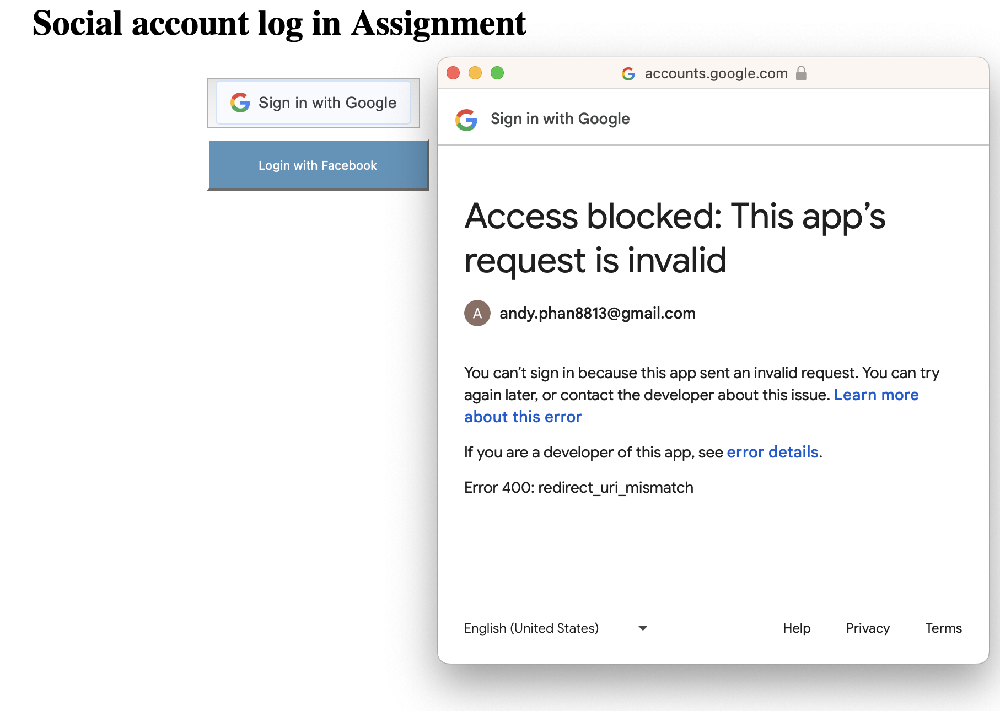 Social account log in Assignment
Sign in with Google
Login with Facebook
accounts.google.com
Sign in with Google
Access blocked: This app’s
request is invalid
A
andy.phan8813@gmail.com
You can’t sign in because this app sent an invalid request. You can try
again later, or contact the developer about this issue. Learn more
about this error
If you are a developer of this app, see error details.
Error 400: redirect_uri_mismatch
English (United States)
Help Privacy Terms